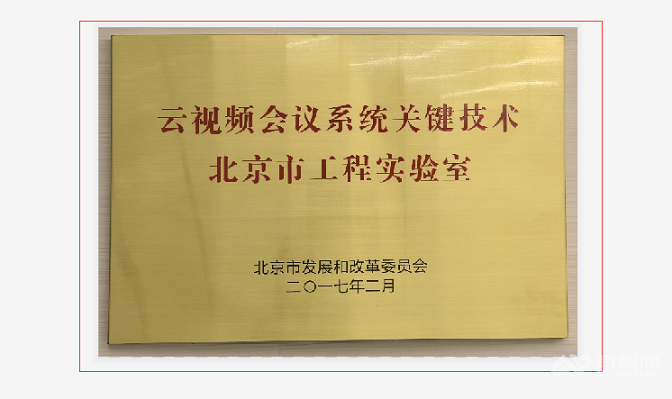 云视频会议系统关键技术
北京市工程实验室
北京市发展和改革委员会
二〇一七年二月